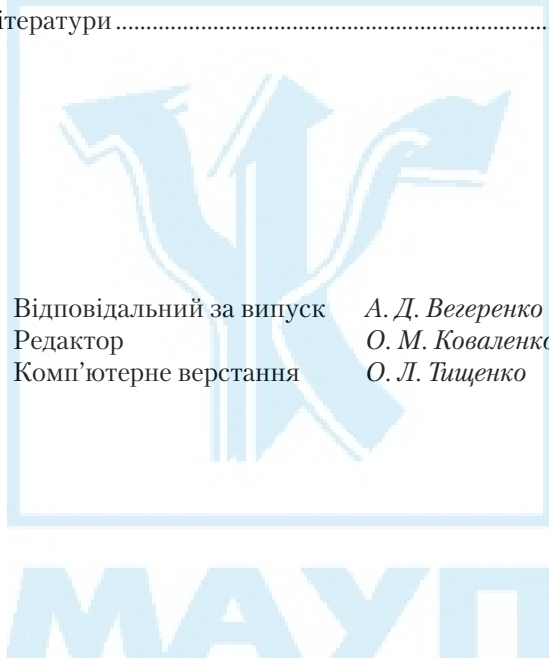 ітератури ..............................................................
Відповідальний за випуск А. Д. Вегеренко
Редактор О. М. Коваленко
Комп’ютерне верстання О. Л. Тищенко
МАУП